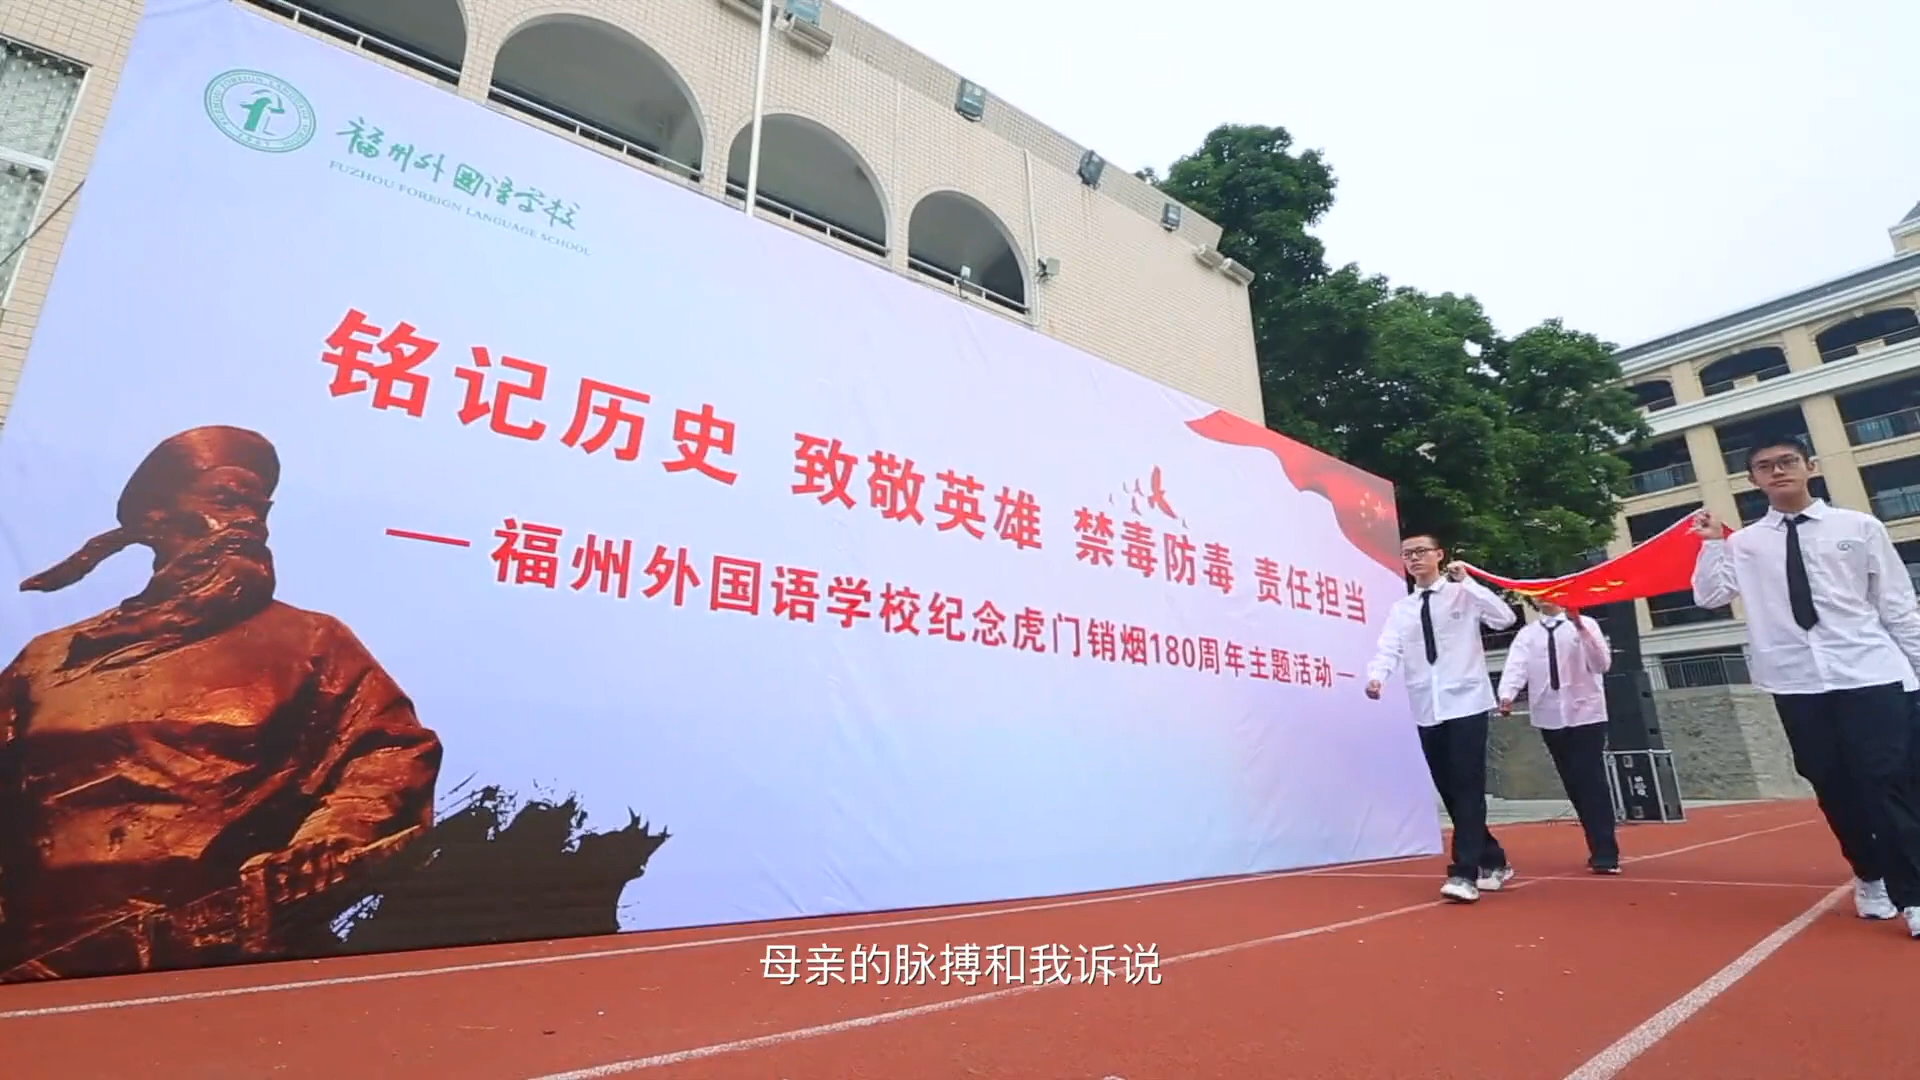 福州外国语学校
FUZHOU FOREIGN LANGUAGE SCHOOL
铭记历史 致敬英雄 禁毒防毒 责任担当
—福州外国语学校纪念虎门销烟180周年主题活动—
母亲的脉搏和我诉说